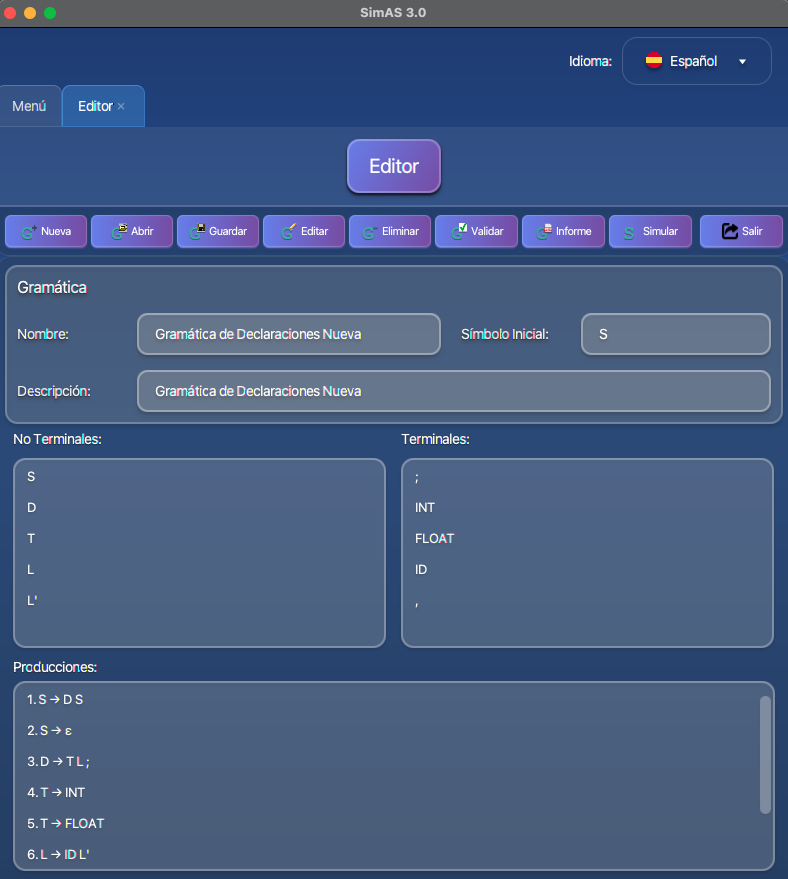 SimAS 3.0
Idioma: Español
Menú Editor ×
Editor
Nueva Abrir Guardar Editar Eliminar Validar Informe Simular Salir
Gramática
Nombre: Gramática de Declaraciones Nueva Símbolo Inicial: S
Descripción: Gramática de Declaraciones Nueva
No Terminales: Terminales:
S ;
D INT
T FLOAT
L ID
L' ,
Producciones:
1. S → D S
2. S → ε
3. D → T L ;
4. T → INT
5. T → FLOAT
6. L → ID L'